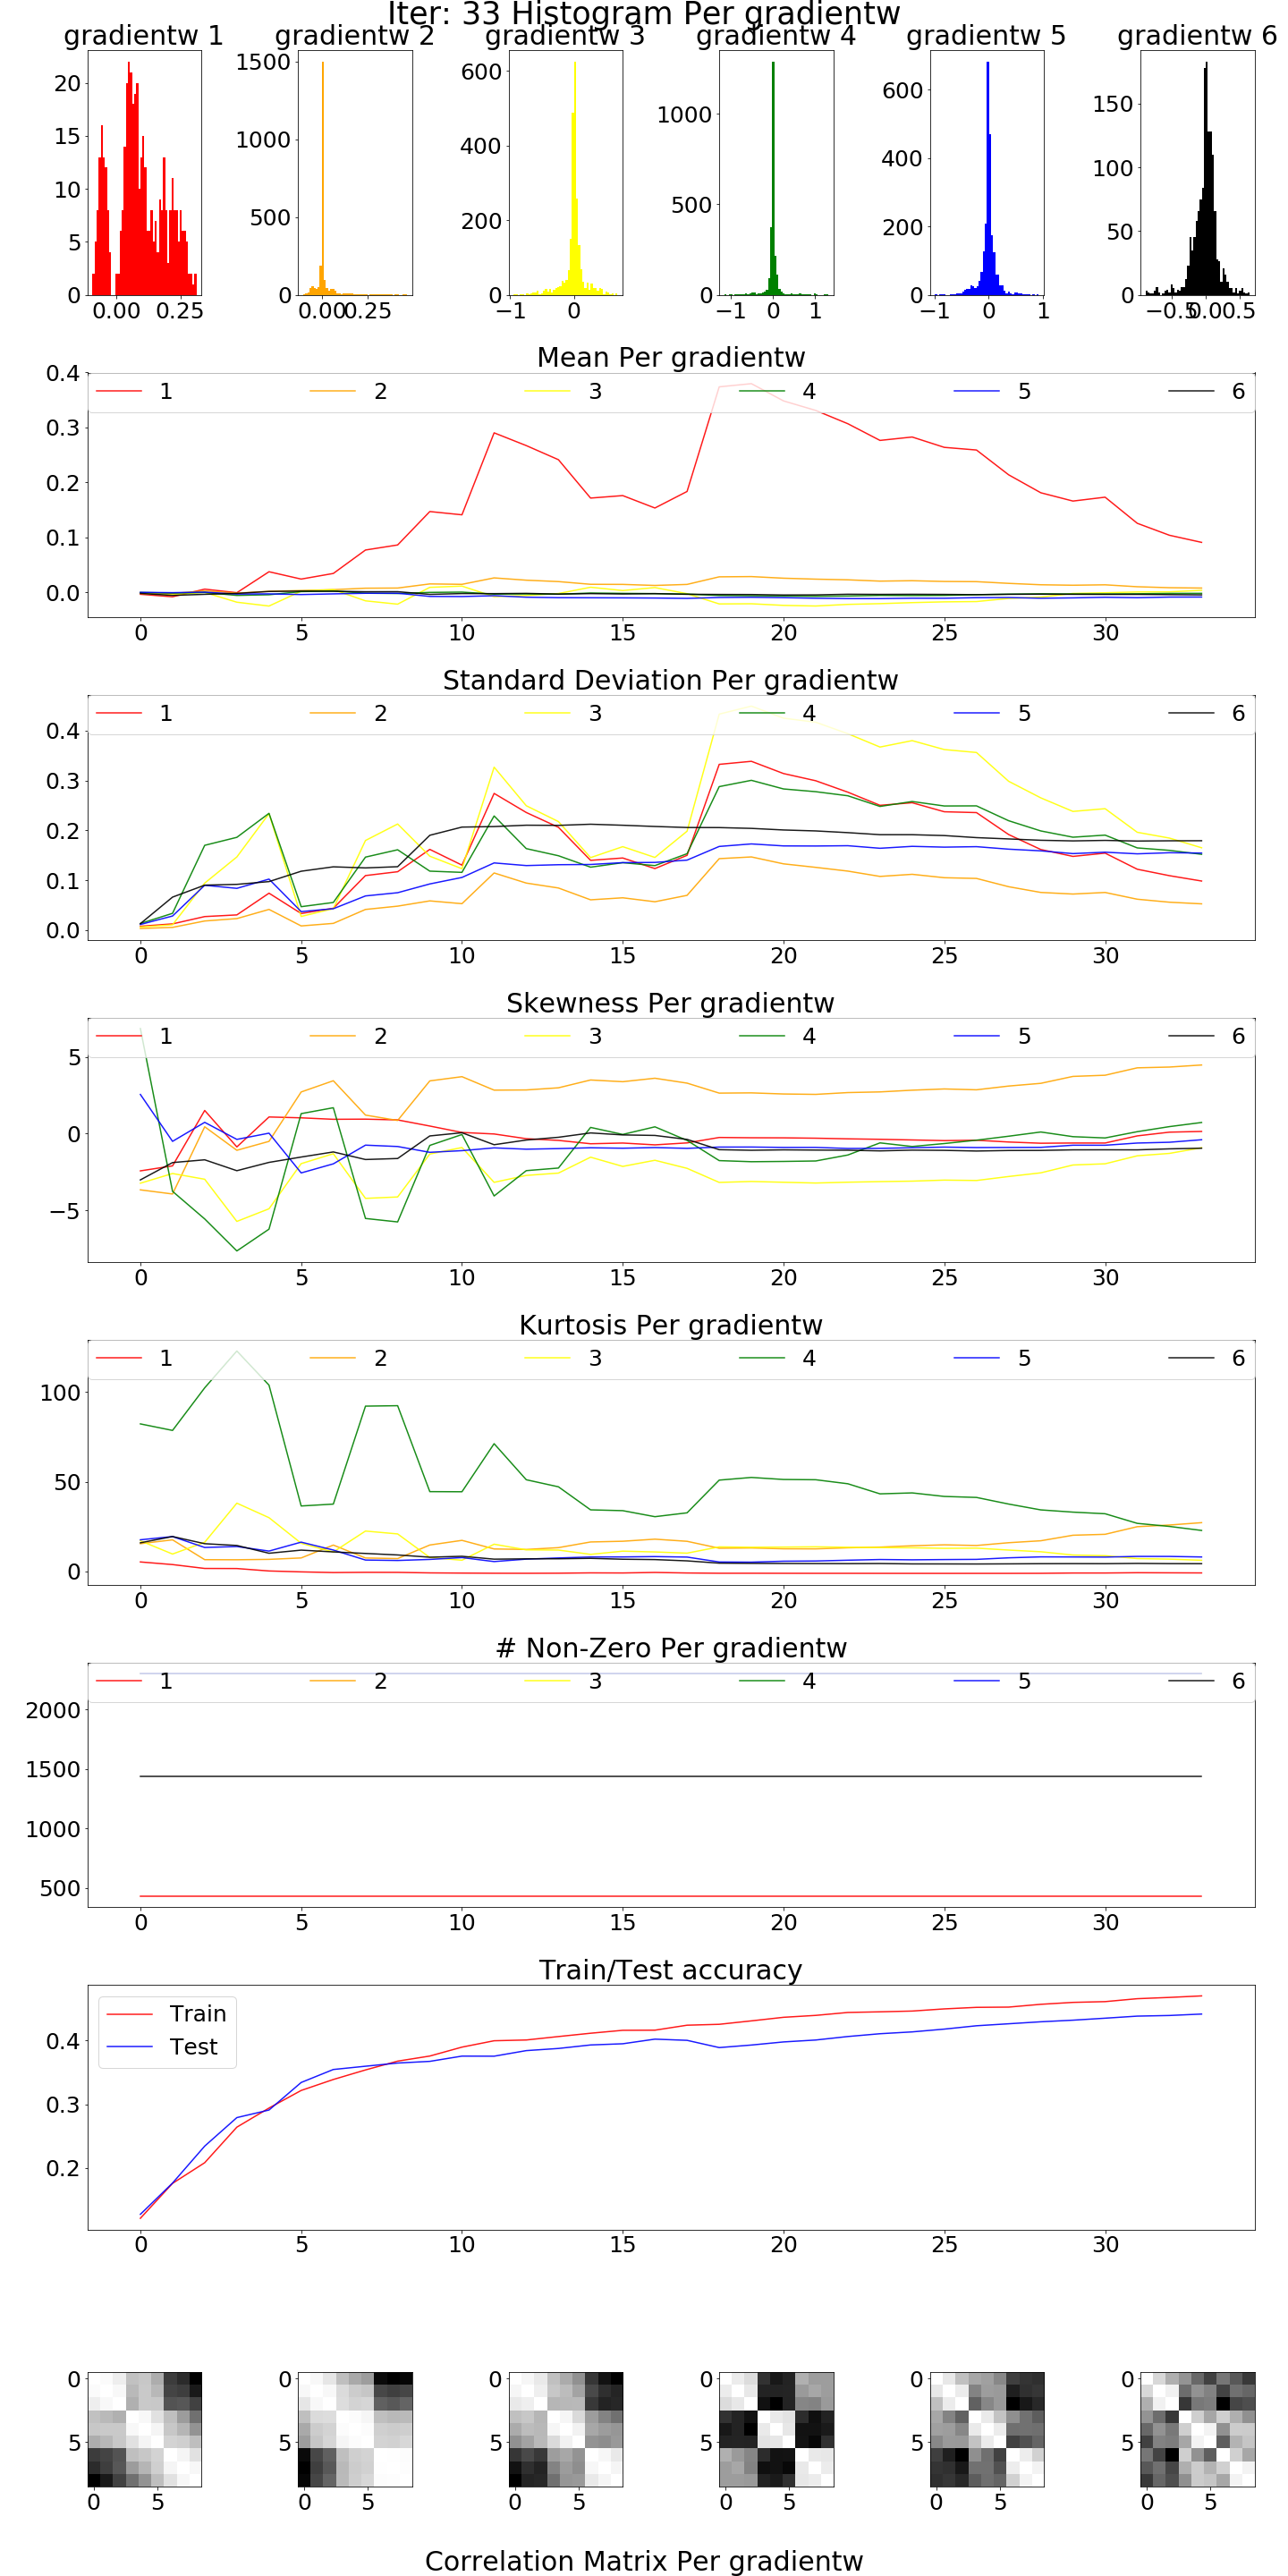 Iter: 33 Histogram Per gradientw
gradientw 1 gradientw 2 gradientw 3 gradientw 4 gradientw 5 gradientw 6
20 15 10 5 0
0.00 0.25
1500 1000 500 0
0.00 0.25
600 400 200 0
−1 0
1000 500 0
−1 0 1
600 400 200 0
−1 0 1
150 100 50 0
−0.5 0.0 0.5
Mean Per gradientw
1 2 3 4 5 6
0.4
0.3
0.2
0.1
0.0
0 5 10 15 20 25 30
Standard Deviation Per gradientw
1 2 3 4 5 6
0.4
0.3
0.2
0.1
0.0
0 5 10 15 20 25 30
Skewness Per gradientw
1 2 3 4 5 6
5
0
−5
0 5 10 15 20 25 30
Kurtosis Per gradientw
1 2 3 4 5 6
100
50
0
0 5 10 15 20 25 30
# Non-Zero Per gradientw
1 2 3 4 5 6
2000
1500
1000
500
0 5 10 15 20 25 30
Train/Test accuracy
Train
Test
0.4
0.3
0.2
0 5 10 15 20 25 30
0 0 0 0 0 0
5 5 5 5 5 5
0 5 0 5 0 5 0 5 0 5 0 5
Correlation Matrix Per gradientw